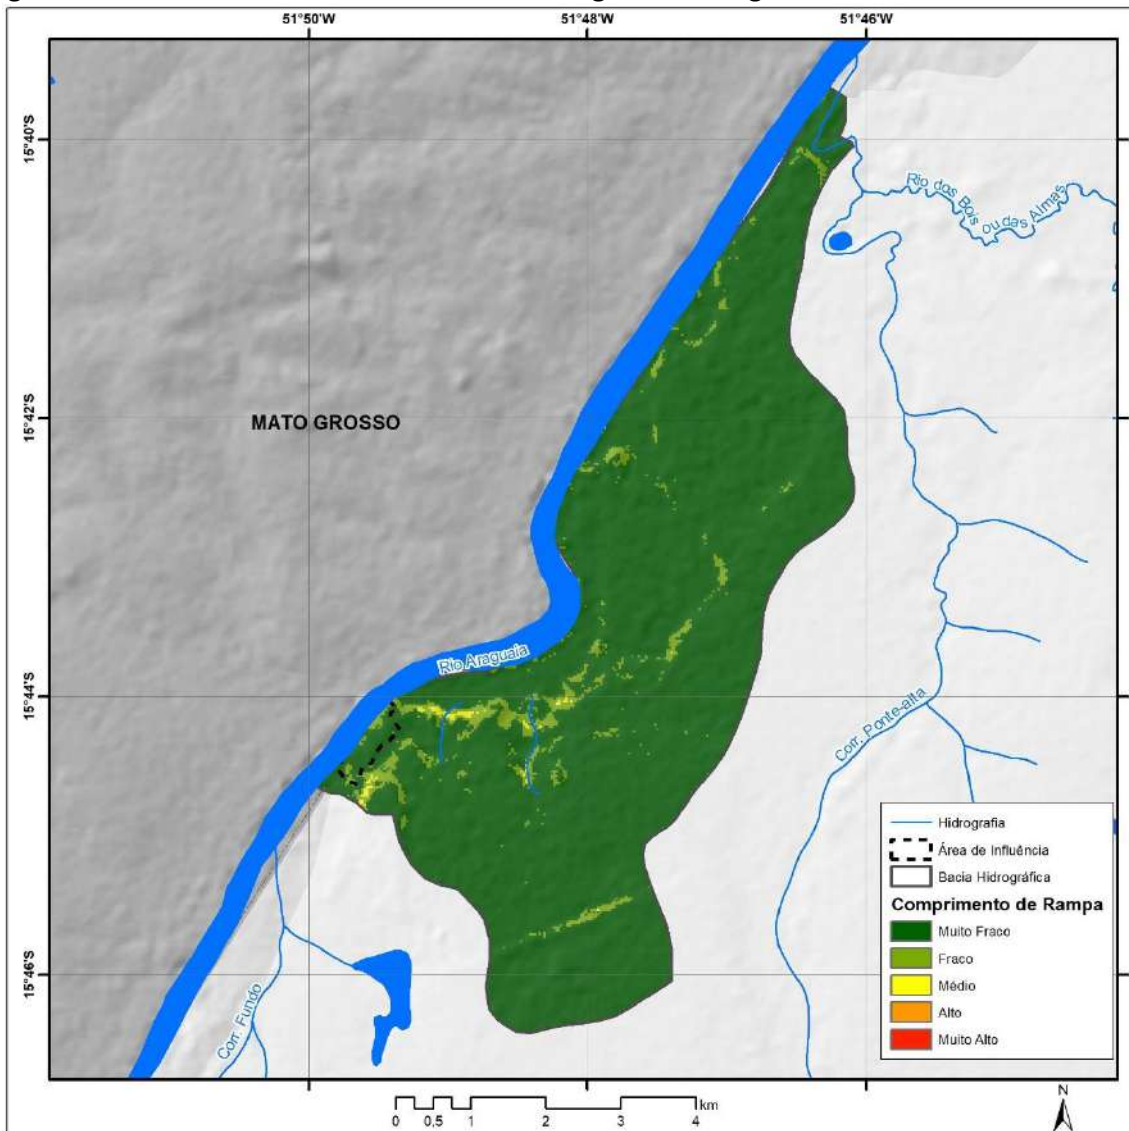 51°50'W 51°48'W 51°46'W
15°40'S
Rio dos Bois
ou das Almas
MATO GROSSO
15°42'S
Rio Araguaia
15°44'S
Corr. Ponte-alta
Hidrografia
Área de Influência
Bacia Hidrográfica
Comprimento de Rampa
Muito Fraco
Fraco
Médio
Alto
Muito Alto
15°46'S
Corr. Fundo
km
0 0,5 1 2 3 4
N